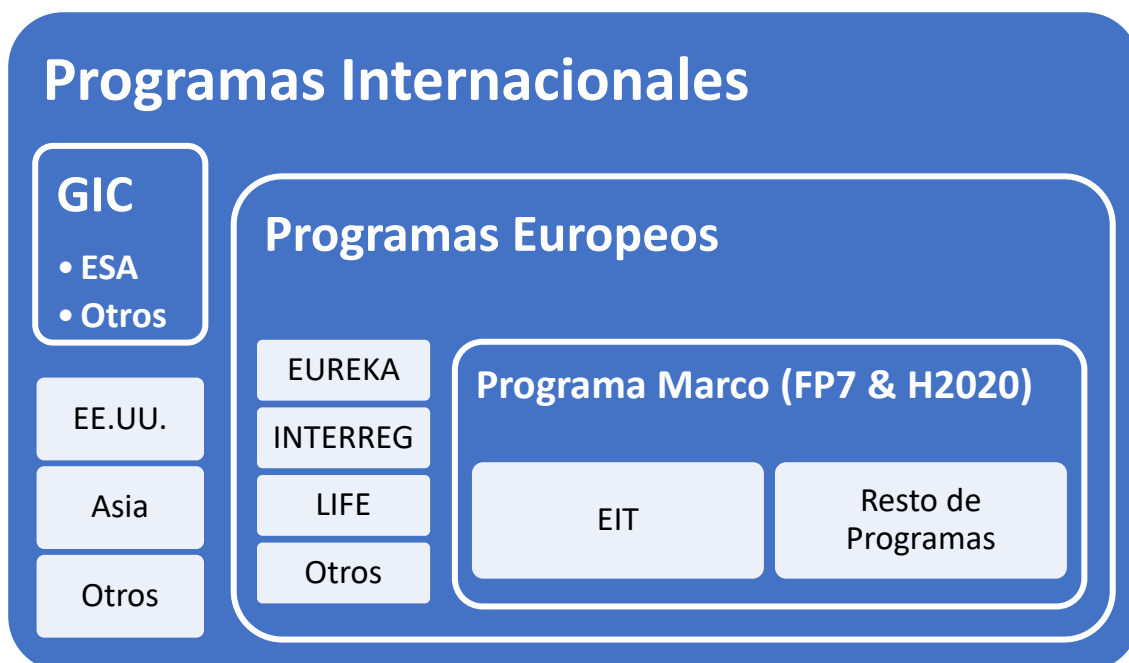 Programas Internacionales
GIC
• ESA
• Otros
EE.UU.
Asia
Otros
Programas Europeos
EUREKA
INTERREG
LIFE
Otros
Programa Marco (FP7 & H2020)
EIT
Resto de
Programas